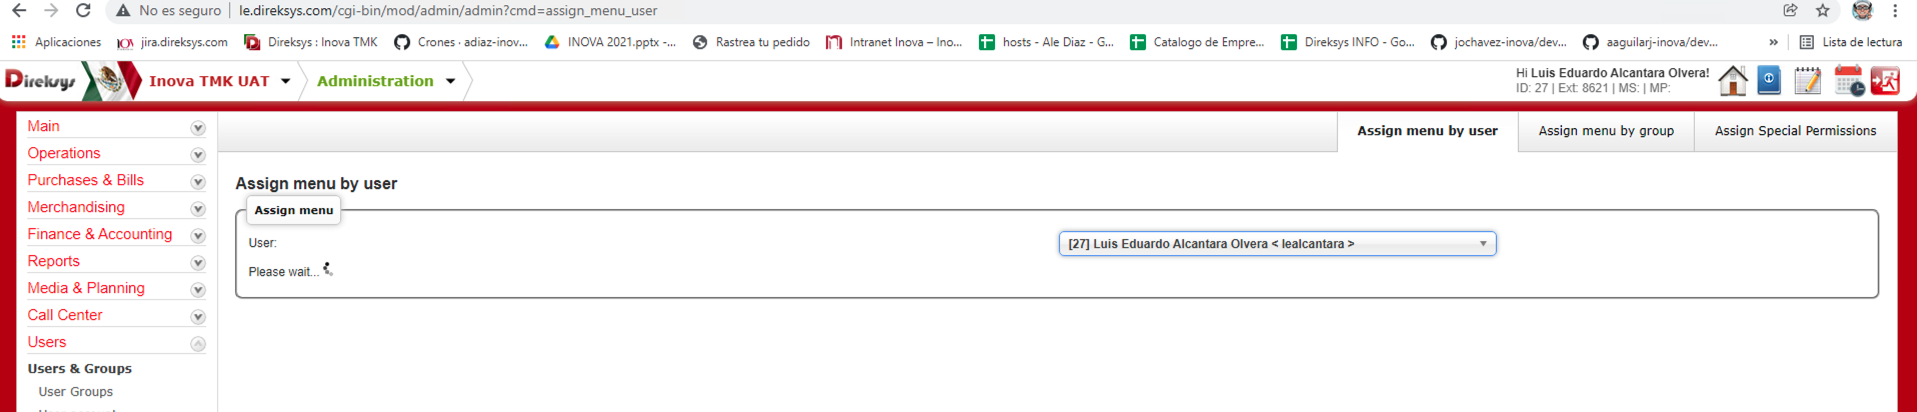 No es seguro | le.direksys.com/cgi-bin/mod/admin/admin?cmd=assign_menu_user
Aplicaciones jira.direksys.com Direksys : Inova TMK Crones · adiaz-inov... INOVA 2021.pptx -... Rastrea tu pedido Intranet Inova – Ino... hosts - Ale Diaz - G... Catalogo de Empre... Direksys INFO - Go... jochavez-inova/dev... aaguilarj-inova/dev... » Lista de lectura
Direksys Inova TMK UAT Administration
Hi Luis Eduardo Alcantara Olvera!
ID: 27 | Ext: 8621 | MS: | MP:
Main
Operations
Purchases & Bills
Merchandising
Finance & Accounting
Reports
Media & Planning
Call Center
Users
Users & Groups
User Groups
Assign menu by user Assign menu by group Assign Special Permissions
Assign menu by user
Assign menu
User: [27] Luis Eduardo Alcantara Olvera < lealcantara >
Please wait...